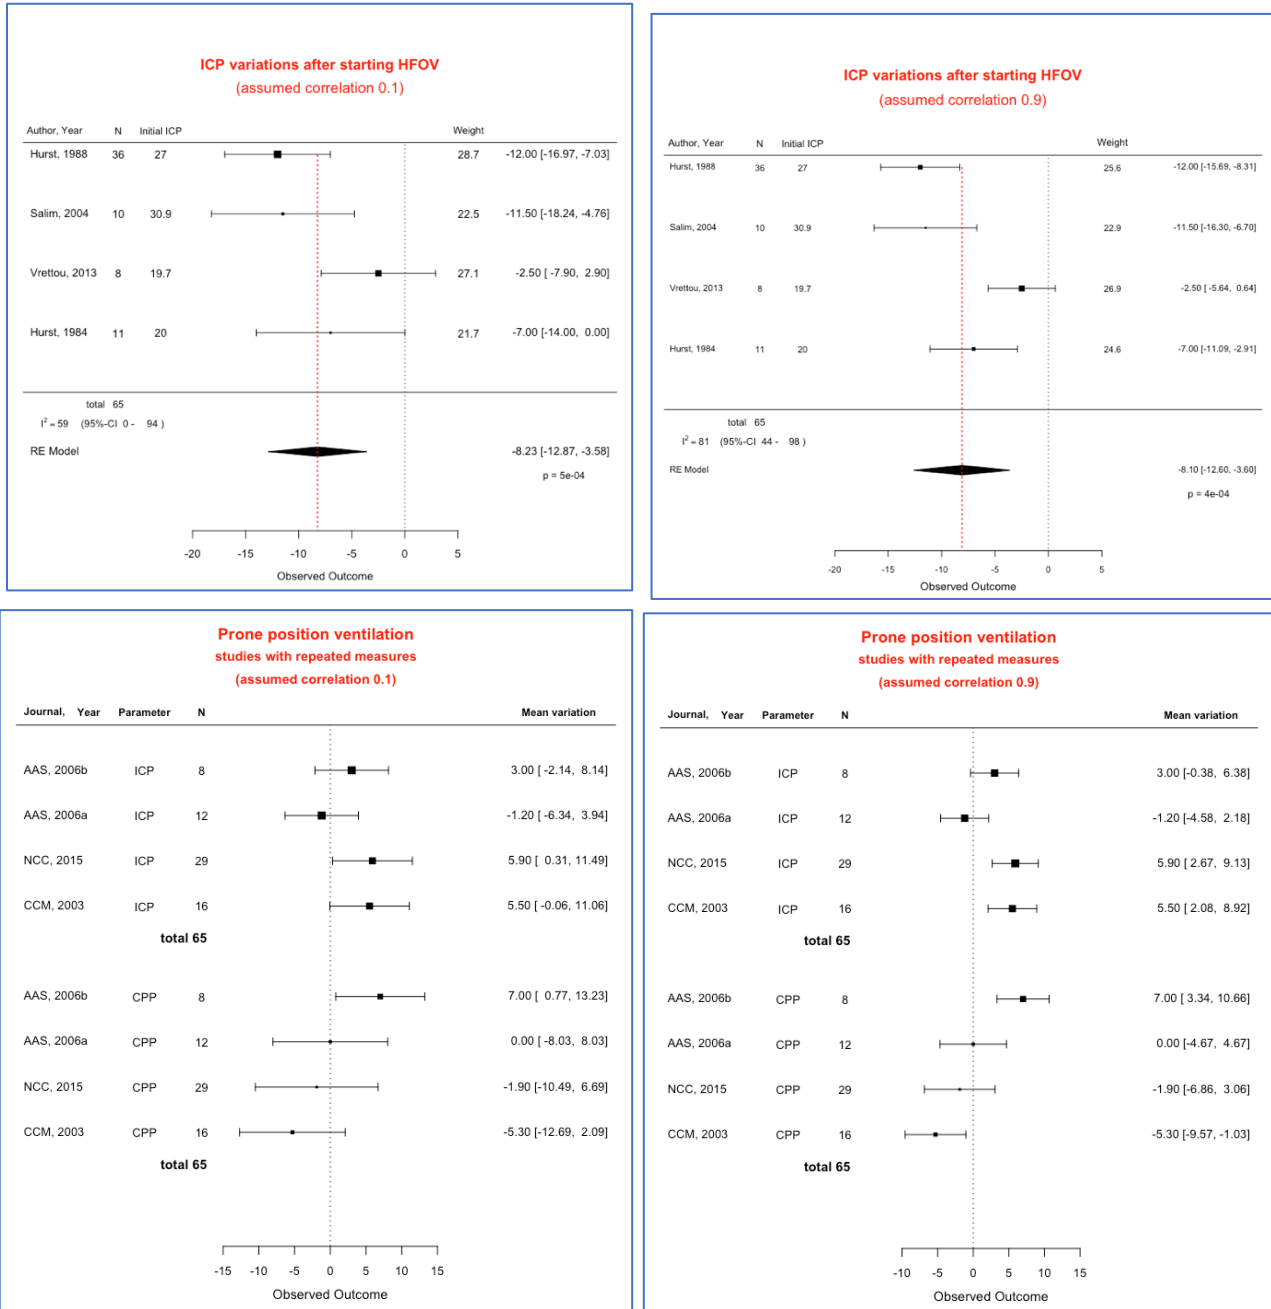 ICP variations after starting HFOV
(assumed correlation 0.1)
Author, Year N Initial ICP Weight
Hurst, 1988 36 27 28.7 -12.00 [-16.97, -7.03]
Salim, 2004 10 30.9 22.5 -11.50 [-18.24, -4.76]
Vrettou, 2013 8 19.7 27.1 -2.50 [ -7.90, 2.90]
Hurst, 1984 11 20 21.7 -7.00 [-14.00, 0.00]
total 65
I² = 59 (95%-CI 0 - 94 )
RE Model -8.23 [-12.87, -3.58]
p = 5e-04
-20 -15 -10 -5 0 5
Observed Outcome
ICP variations after starting HFOV
(assumed correlation 0.9)
Author, Year N Initial ICP Weight
Hurst, 1988 36 27 25.6 -12.00 [-15.69, -8.31]
Salim, 2004 10 30.9 22.9 -11.50 [-16.30, -6.70]
Vrettou, 2013 8 19.7 26.9 -2.50 [ -5.64, 0.64]
Hurst, 1984 11 20 24.6 -7.00 [-11.09, -2.91]
total 65
I² = 81 (95%-CI 44 - 98 )
RE Model -8.10 [-12.60, -3.60]
p = 4e-04
-20 -15 -10 -5 0 5
Observed Outcome
Prone position ventilation
studies with repeated measures
(assumed correlation 0.1)
Journal, Year Parameter N Mean variation
AAS, 2006b ICP 8 3.00 [ -2.14, 8.14]
AAS, 2006a ICP 12 -1.20 [ -6.34, 3.94]
NCC, 2015 ICP 29 5.90 [ 0.31, 11.49]
CCM, 2003 ICP 16 5.50 [ -0.06, 11.06]
total 65
AAS, 2006b CPP 8 7.00 [ 0.77, 13.23]
AAS, 2006a CPP 12 0.00 [ -8.03, 8.03]
NCC, 2015 CPP 29 -1.90 [-10.49, 6.69]
CCM, 2003 CPP 16 -5.30 [-12.69, 2.09]
total 65
-15 -10 -5 0 5 10 15
Observed Outcome
Prone position ventilation
studies with repeated measures
(assumed correlation 0.9)
Journal, Year Parameter N Mean variation
AAS, 2006b ICP 8 3.00 [-0.38, 6.38]
AAS, 2006a ICP 12 -1.20 [-4.58, 2.18]
NCC, 2015 ICP 29 5.90 [ 2.67, 9.13]
CCM, 2003 ICP 16 5.50 [ 2.08, 8.92]
total 65
AAS, 2006b CPP 8 7.00 [ 3.34, 10.66]
AAS, 2006a CPP 12 0.00 [-4.67, 4.67]
NCC, 2015 CPP 29 -1.90 [-6.86, 3.06]
CCM, 2003 CPP 16 -5.30 [-9.57, -1.03]
total 65
-10 -5 0 5 10 15
Observed Outcome